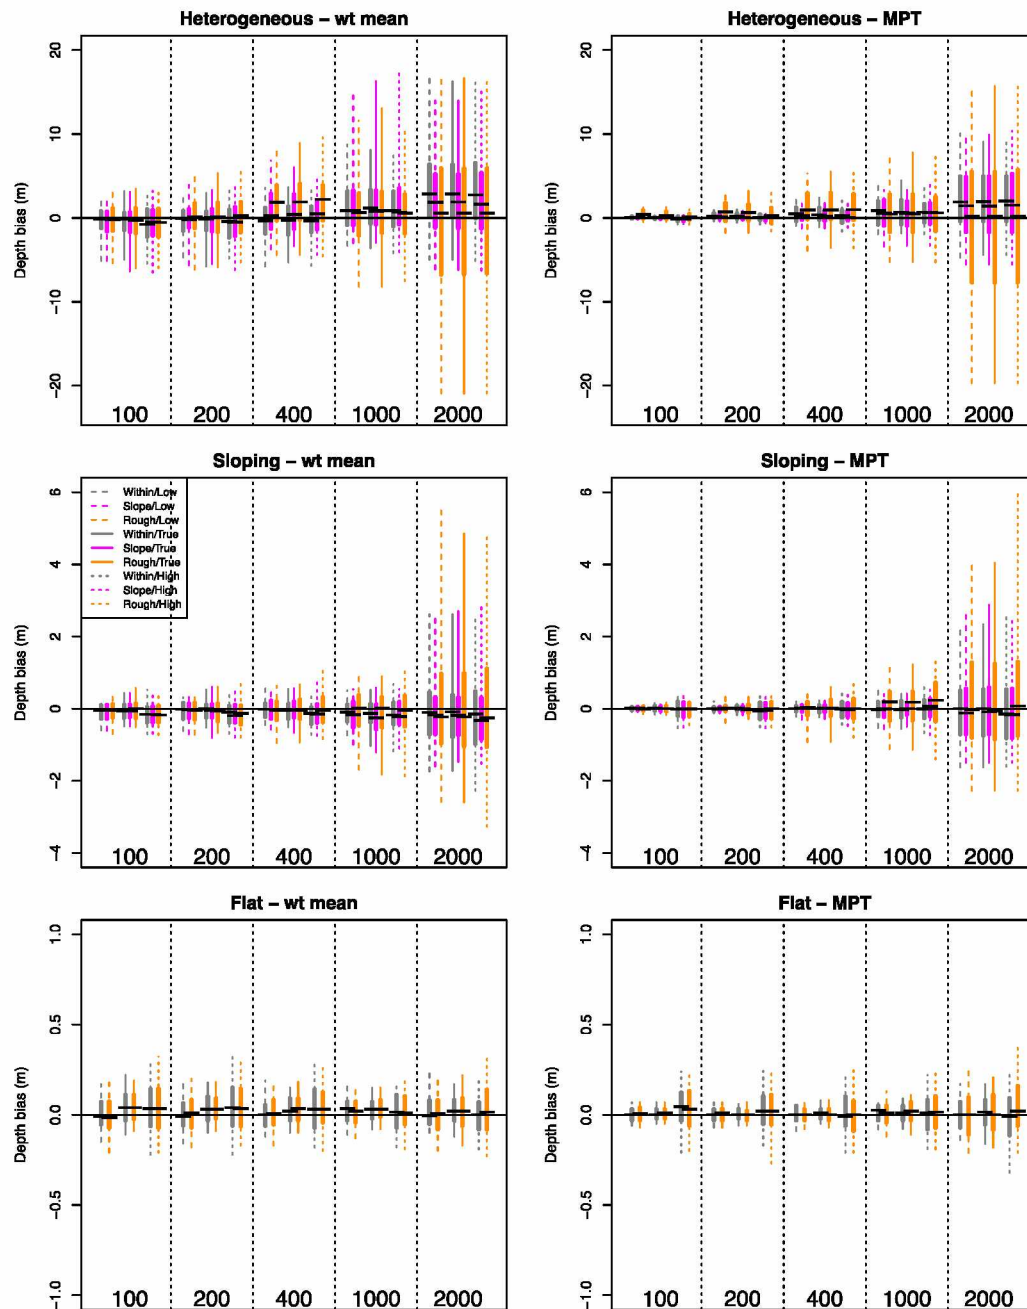 Heterogeneous – wt mean
Depth bias (m)
20
10
0
−10
−20
100 200 400 1000 2000
Heterogeneous – MPT
Depth bias (m)
20
10
0
−10
−20
100 200 400 1000 2000
Sloping – wt mean
Depth bias (m)
6
4
2
0
−2
−4
Within/Low
Slope/Low
Rough/Low
Within/True
Slope/True
Rough/True
Within/High
Slope/High
Rough/High
100 200 400 1000 2000
Sloping – MPT
Depth bias (m)
6
4
2
0
−2
−4
100 200 400 1000 2000
Flat – wt mean
Depth bias (m)
1.0
0.5
0.0
−0.5
−1.0
100 200 400 1000 2000
Flat – MPT
Depth bias (m)
1.0
0.5
0.0
−0.5
−1.0
100 200 400 1000 2000